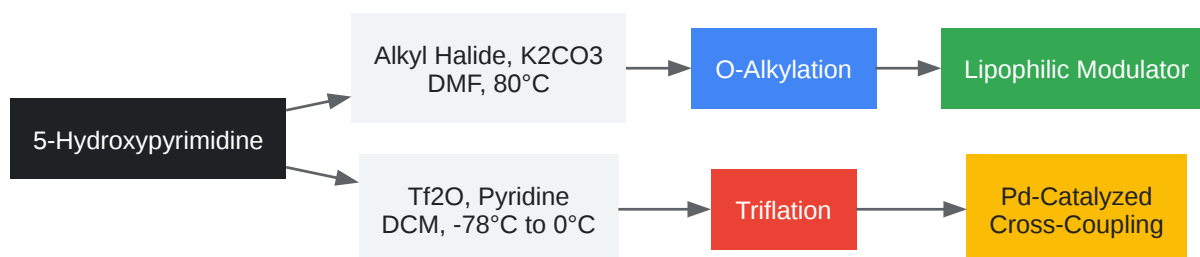 5-Hydroxypyrimidine
Alkyl Halide, K2CO3
DMF, 80°C
O-Alkylation
Lipophilic Modulator
Tf2O, Pyridine
DCM, -78°C to 0°C
Triflation
Pd-Catalyzed
Cross-Coupling